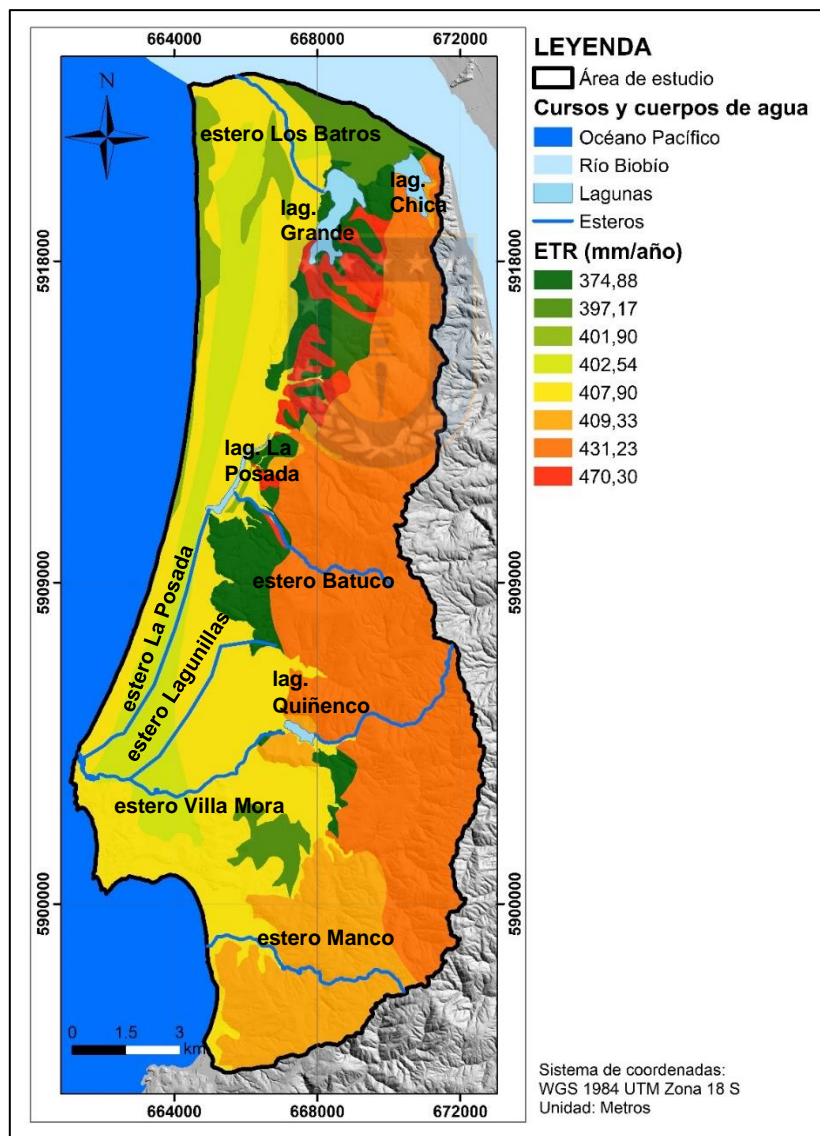 664000 668000 672000
N
5918000
5909000
5900000
5918000
5909000
5900000
estero Los Batros
lag.
Chica
lag.
Grande
lag. La
Posada
estero Batuco
estero La Posada
estero Lagunillas
lag.
Quiñenco
estero Villa Mora
estero Manco
0 1.5 3
km
664000 668000 672000
LEYENDA
Área de estudio
Cursos y cuerpos de agua
Océano Pacífico
Río Biobío
Lagunas
Esteros
ETR (mm/año)
374,88
397,17
401,90
402,54
407,90
409,33
431,23
470,30
Sistema de coordenadas:
WGS 1984 UTM Zona 18 S
Unidad: Metros